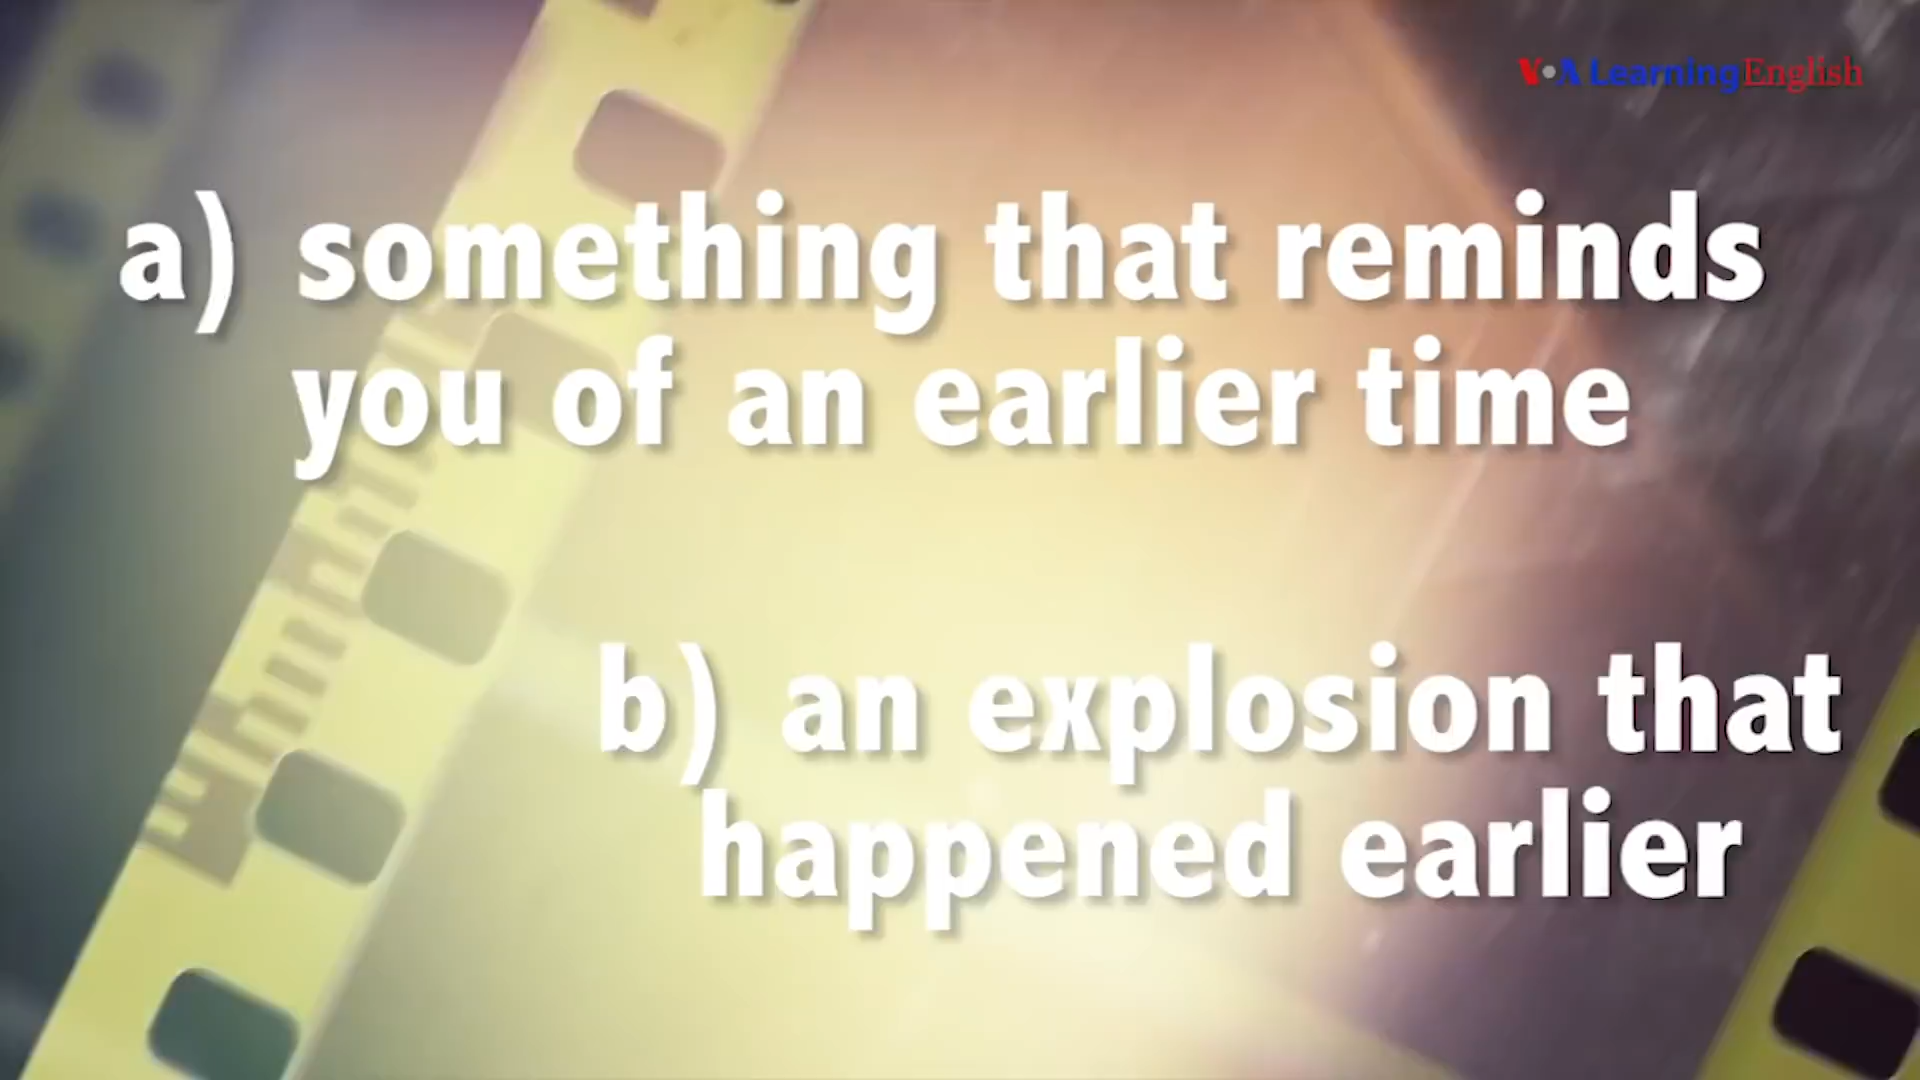 VOA Learning English
a) something that reminds
you of an earlier time
b) an explosion that
happened earlier